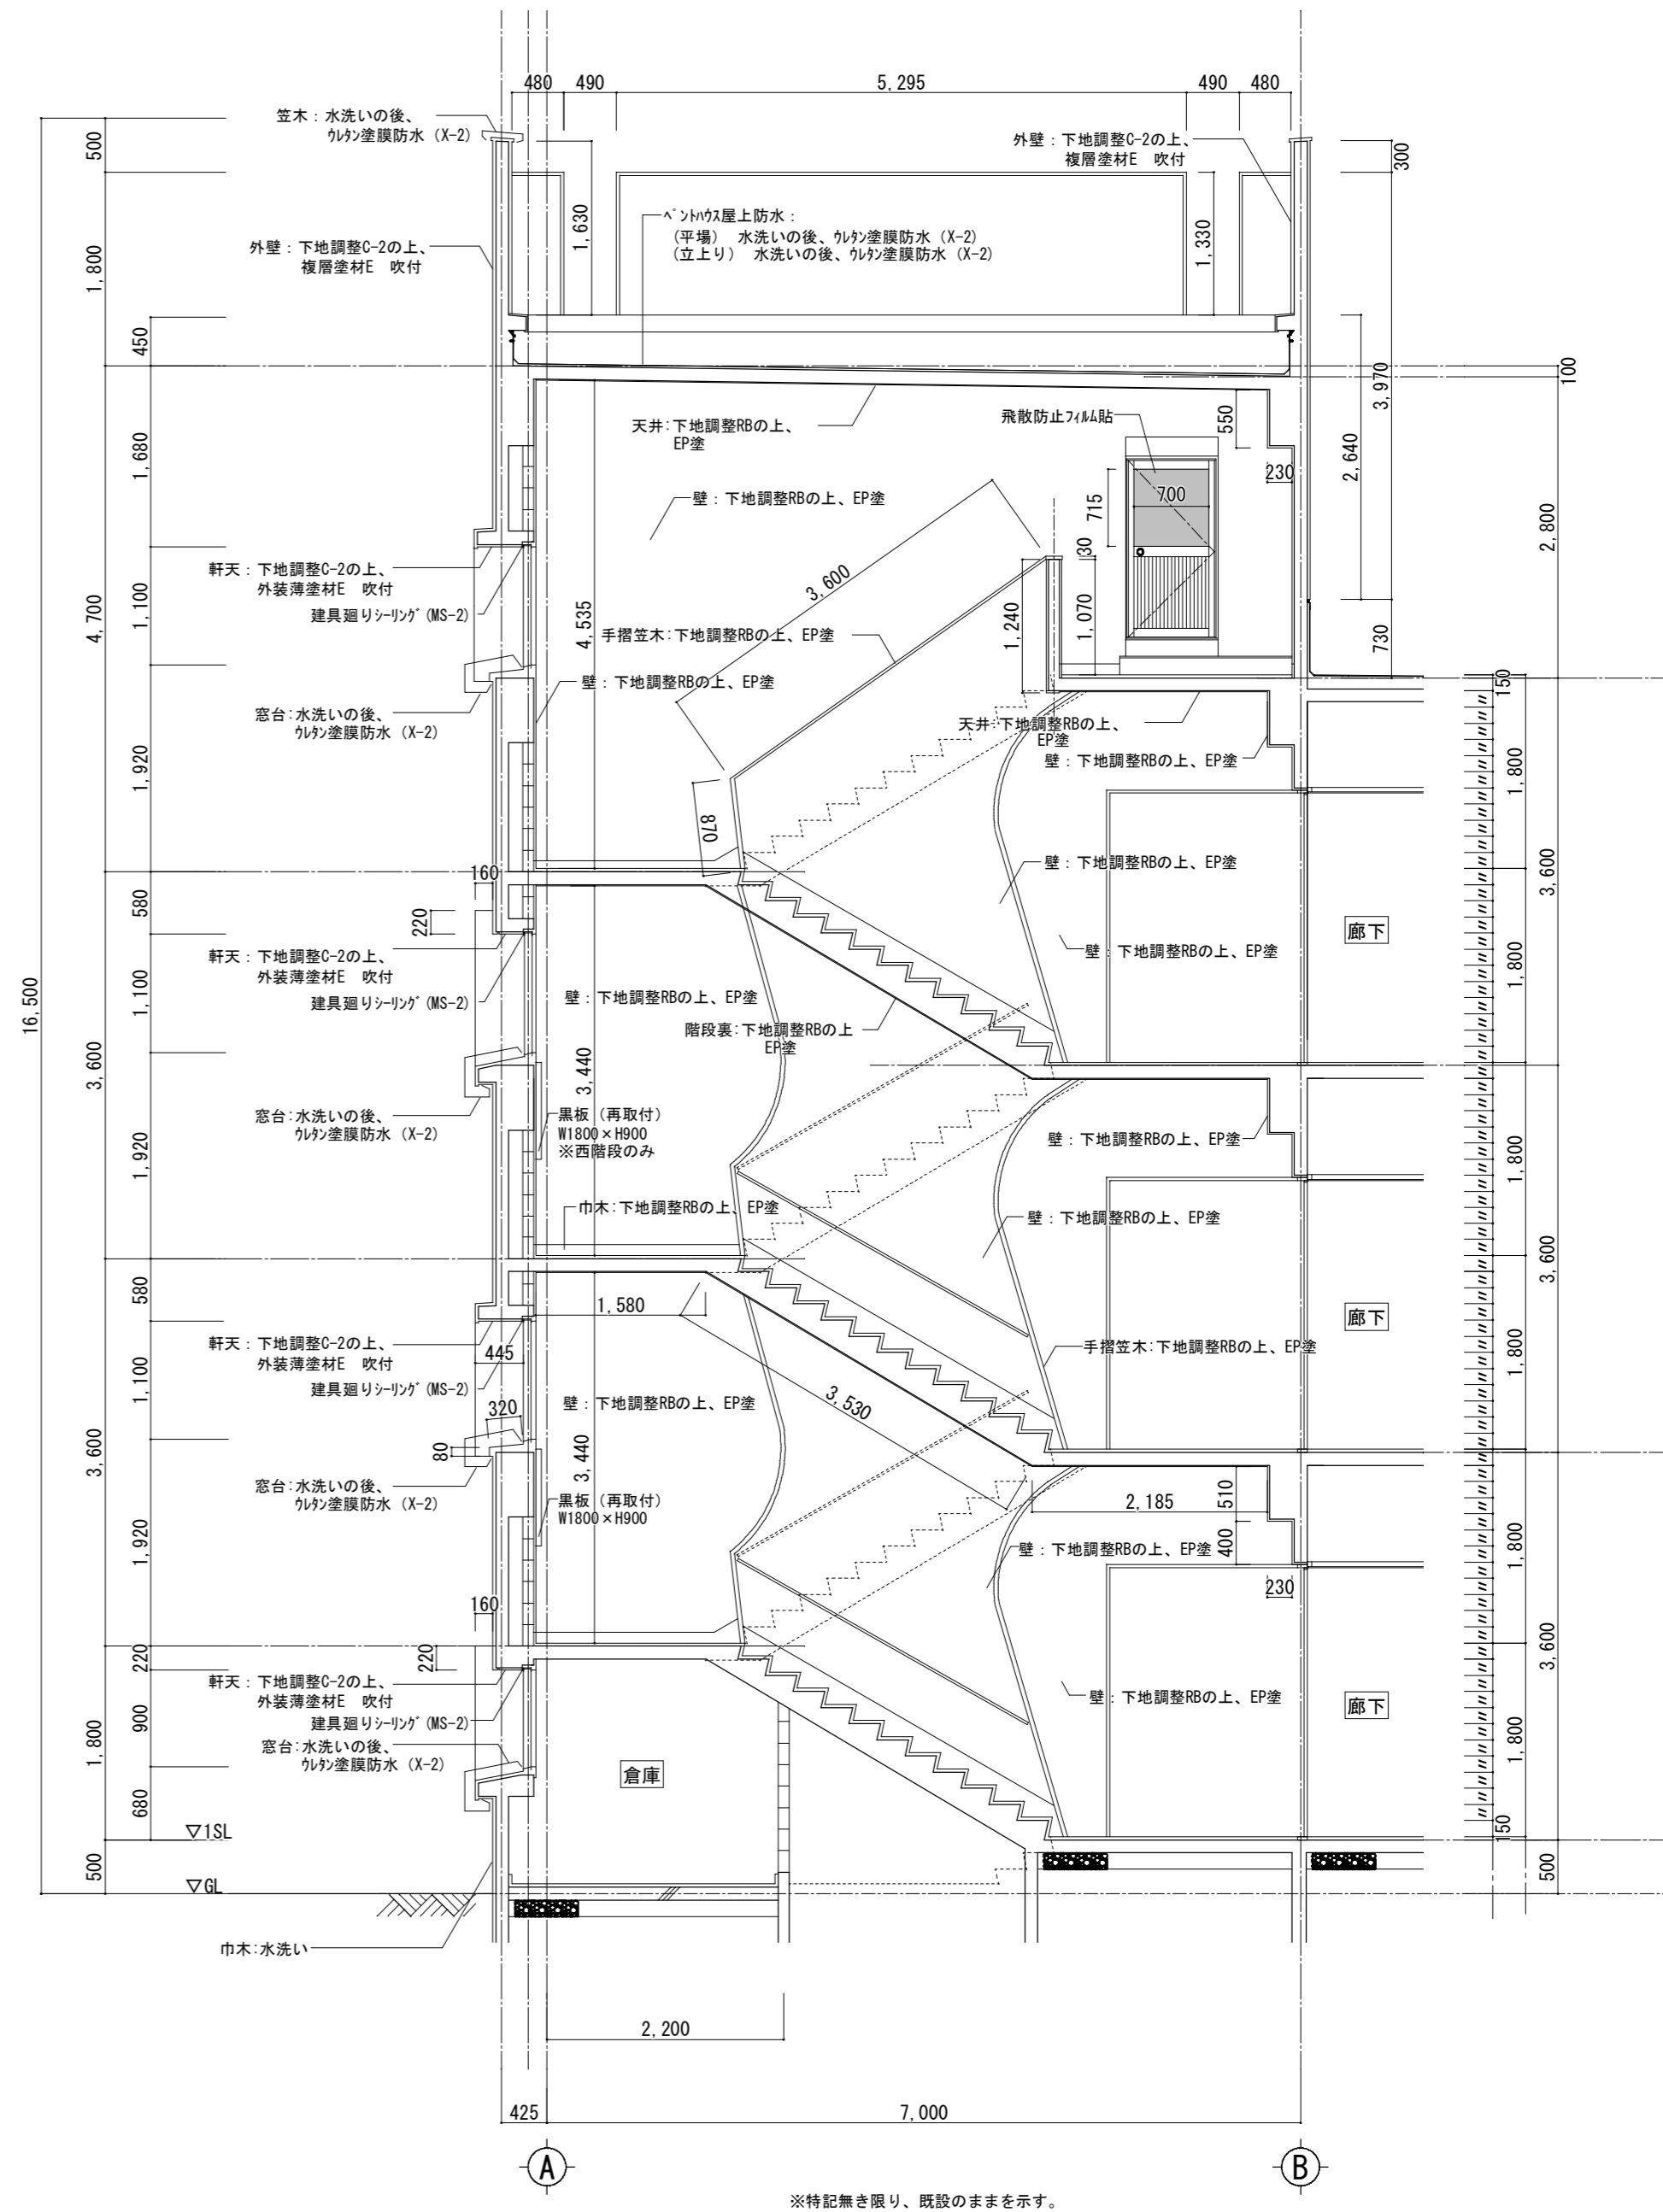 480
490
5,295
490
480
笠木：水洗いの後、
ウレタン塗膜防水（X-2）
外壁：下地調整C-2の上、
複層塗材E　吹付
500
300
ペントハウス屋上防水：
（平場）　水洗いの後、ウレタン塗膜防水（X-2）
（立上り）　水洗いの後、ウレタン塗膜防水（X-2）
1,630
1,330
外壁：下地調整C-2の上、
複層塗材E　吹付
1,800
450
100
3,970
天井：下地調整RBの上、
EP塗
飛散防止フィルム貼
550
2,640
1,680
230
715
700
壁：下地調整RBの上、EP塗
2,800
軒天：下地調整C-2の上、
外装薄塗材E　吹付
建具廻りシーリング(MS-2)
3,600
30
4,700
1,100
4,535
手摺笠木：下地調整RBの上、EP塗
1,240
1,070
730
壁：下地調整RBの上、EP塗
150
窓台：水洗いの後、
ウレタン塗膜防水（X-2）
天井：下地調整RBの上、
EP塗
壁：下地調整RBの上、EP塗
1,920
1,800
870
160
壁：下地調整RBの上、EP塗
3,600
580
220
廊下
軒天：下地調整C-2の上、
外装薄塗材E　吹付
建具廻りシーリング(MS-2)
壁：下地調整RBの上、EP塗
1,800
16,500
1,100
壁：下地調整RBの上、EP塗
階段裏：下地調整RBの上
EP塗
3,600
3,440
窓台：水洗いの後、
ウレタン塗膜防水（X-2）
黒板（再取付）
W1800×H900
※西階段のみ
壁：下地調整RBの上、EP塗
1,920
1,800
巾木：下地調整RBの上、EP塗
壁：下地調整RBの上、EP塗
3,600
580
1,580
廊下
軒天：下地調整C-2の上、
外装薄塗材E　吹付
445
建具廻りシーリング(MS-2)
手摺笠木：下地調整RBの上、EP塗
1,800
1,100
320
壁：下地調整RBの上、EP塗
3,530
3,600
80
3,440
窓台：水洗いの後、
ウレタン塗膜防水（X-2）
黒板（再取付）
W1800×H900
2,185
510
400
壁：下地調整RBの上、EP塗
1,920
1,800
160
230
220
220
3,600
軒天：下地調整C-2の上、
外装薄塗材E　吹付
建具廻りシーリング(MS-2)
壁：下地調整RBの上、EP塗
廊下
900
1,800
1,800
窓台：水洗いの後、
ウレタン塗膜防水（X-2）
倉庫
680
▽1SL
150
500
500
▽GL
巾木：水洗い
2,200
425
7,000
A
B
※特記無き限り、既設のままを示す。